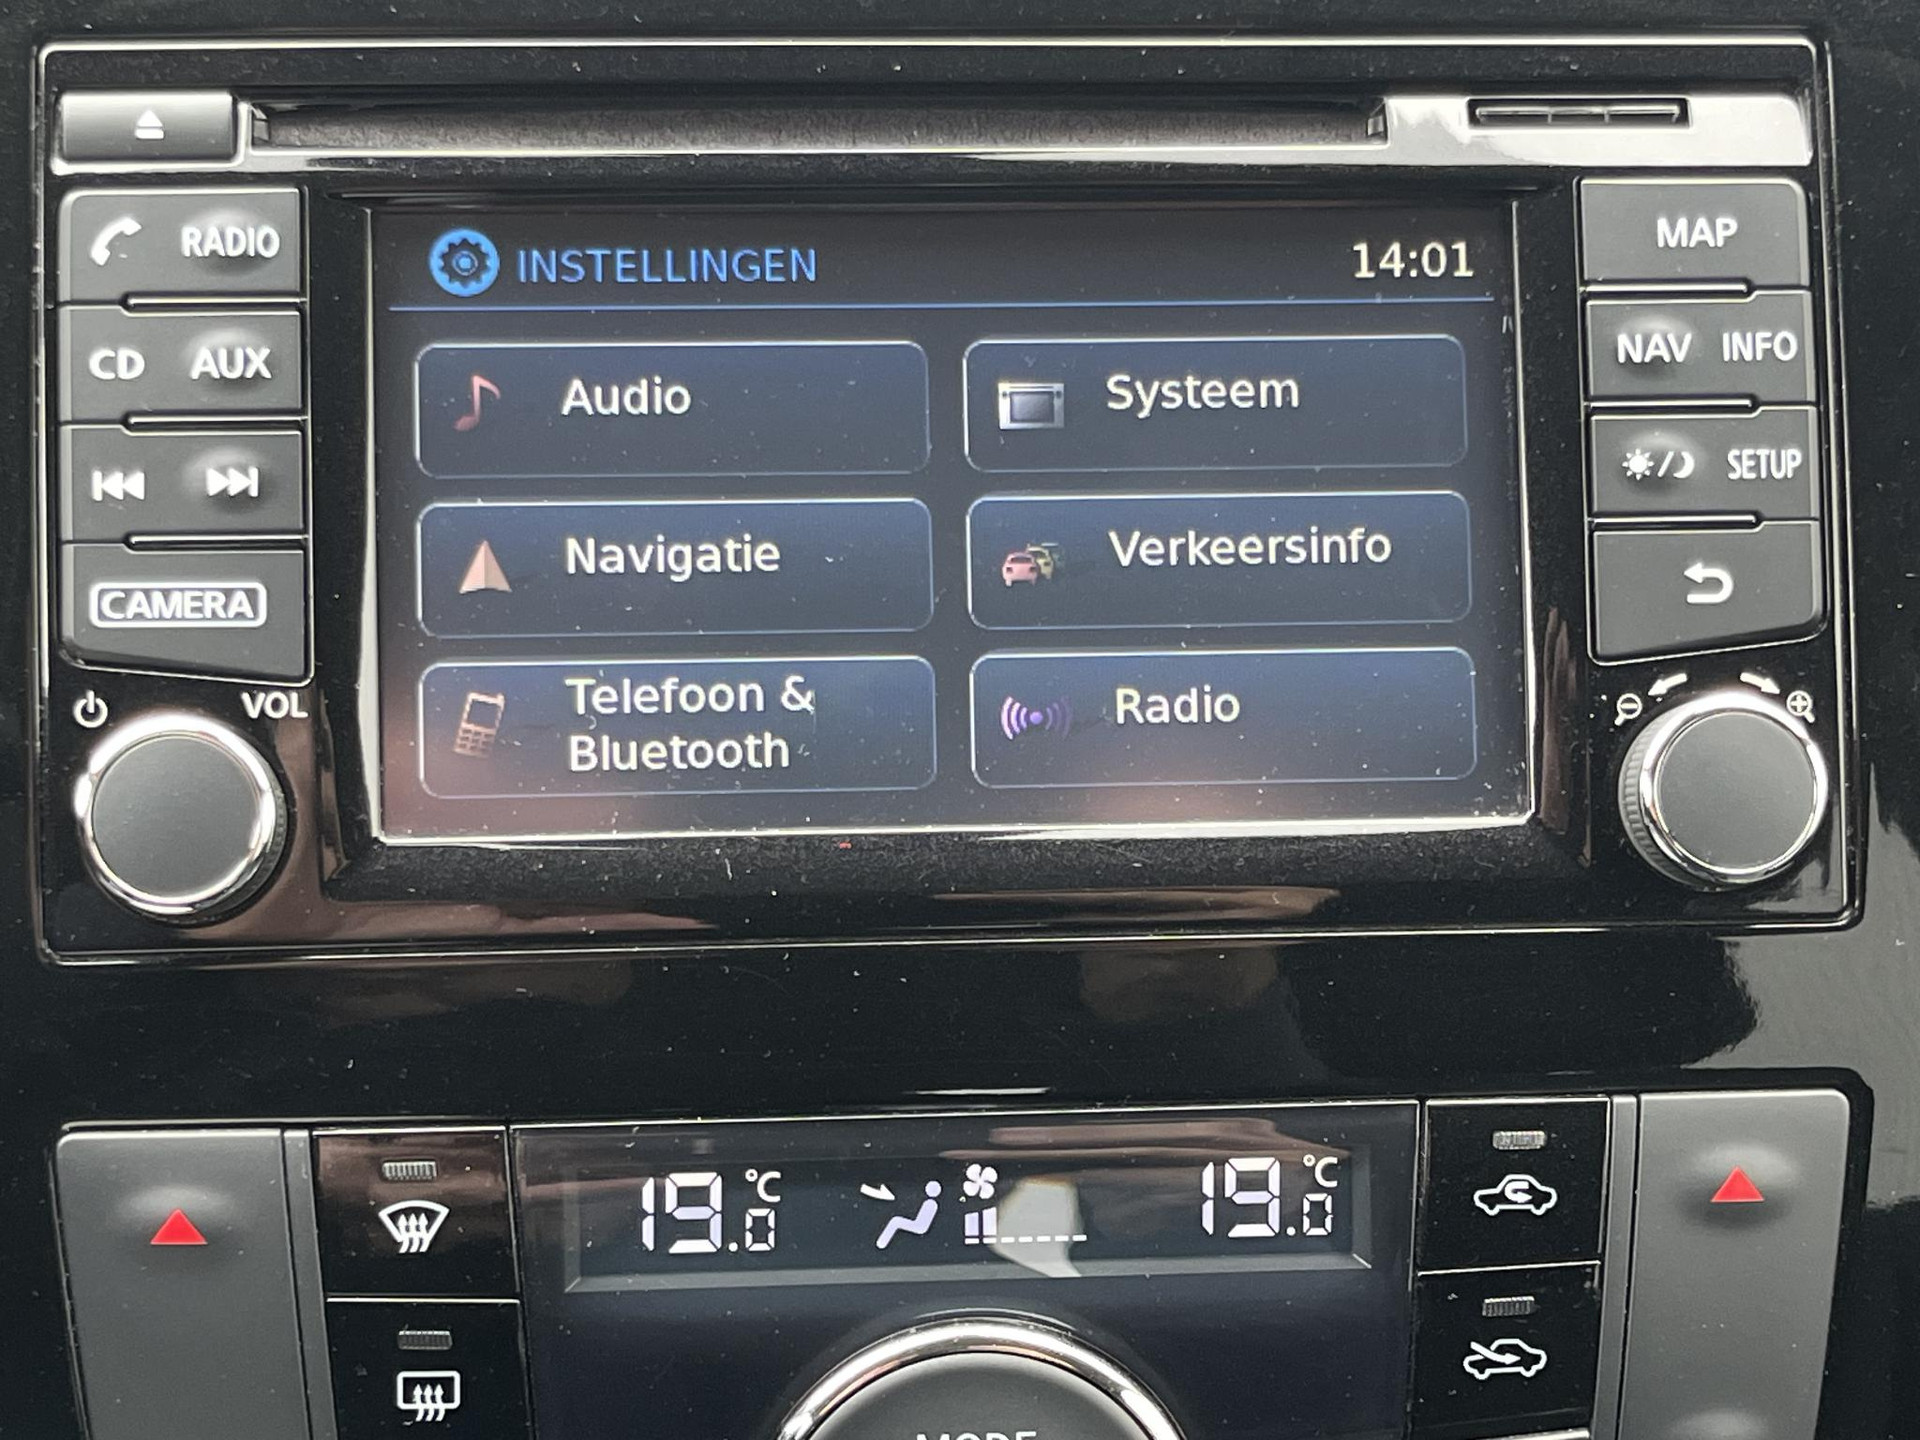 RADIO
MAP
INSTELLINGEN 14:01
CD AUX
NAV INFO
Audio
Systeem
SETUP
Navigatie
Verkeersinfo
CAMERA
Telefoon &
Bluetooth
Radio
VOL
19.0 °C
19.0 °C
MODE